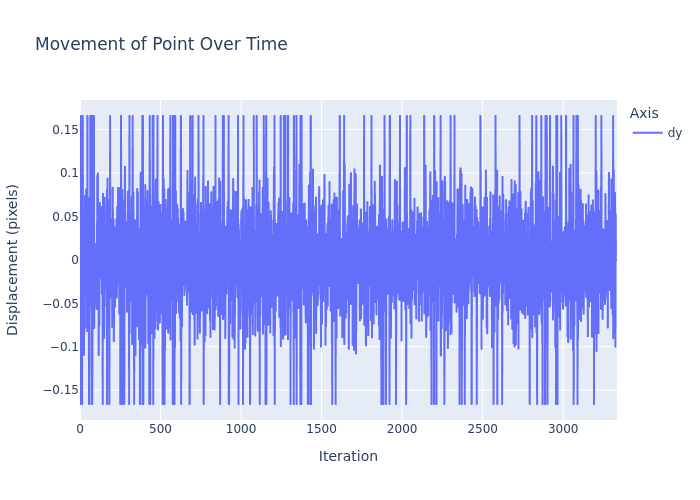 Movement of Point Over Time
Axis
dy
Displacement (pixels)
0.15
0.1
0.05
0
−0.05
−0.1
−0.15
0 500 1000 1500 2000 2500 3000
Iteration